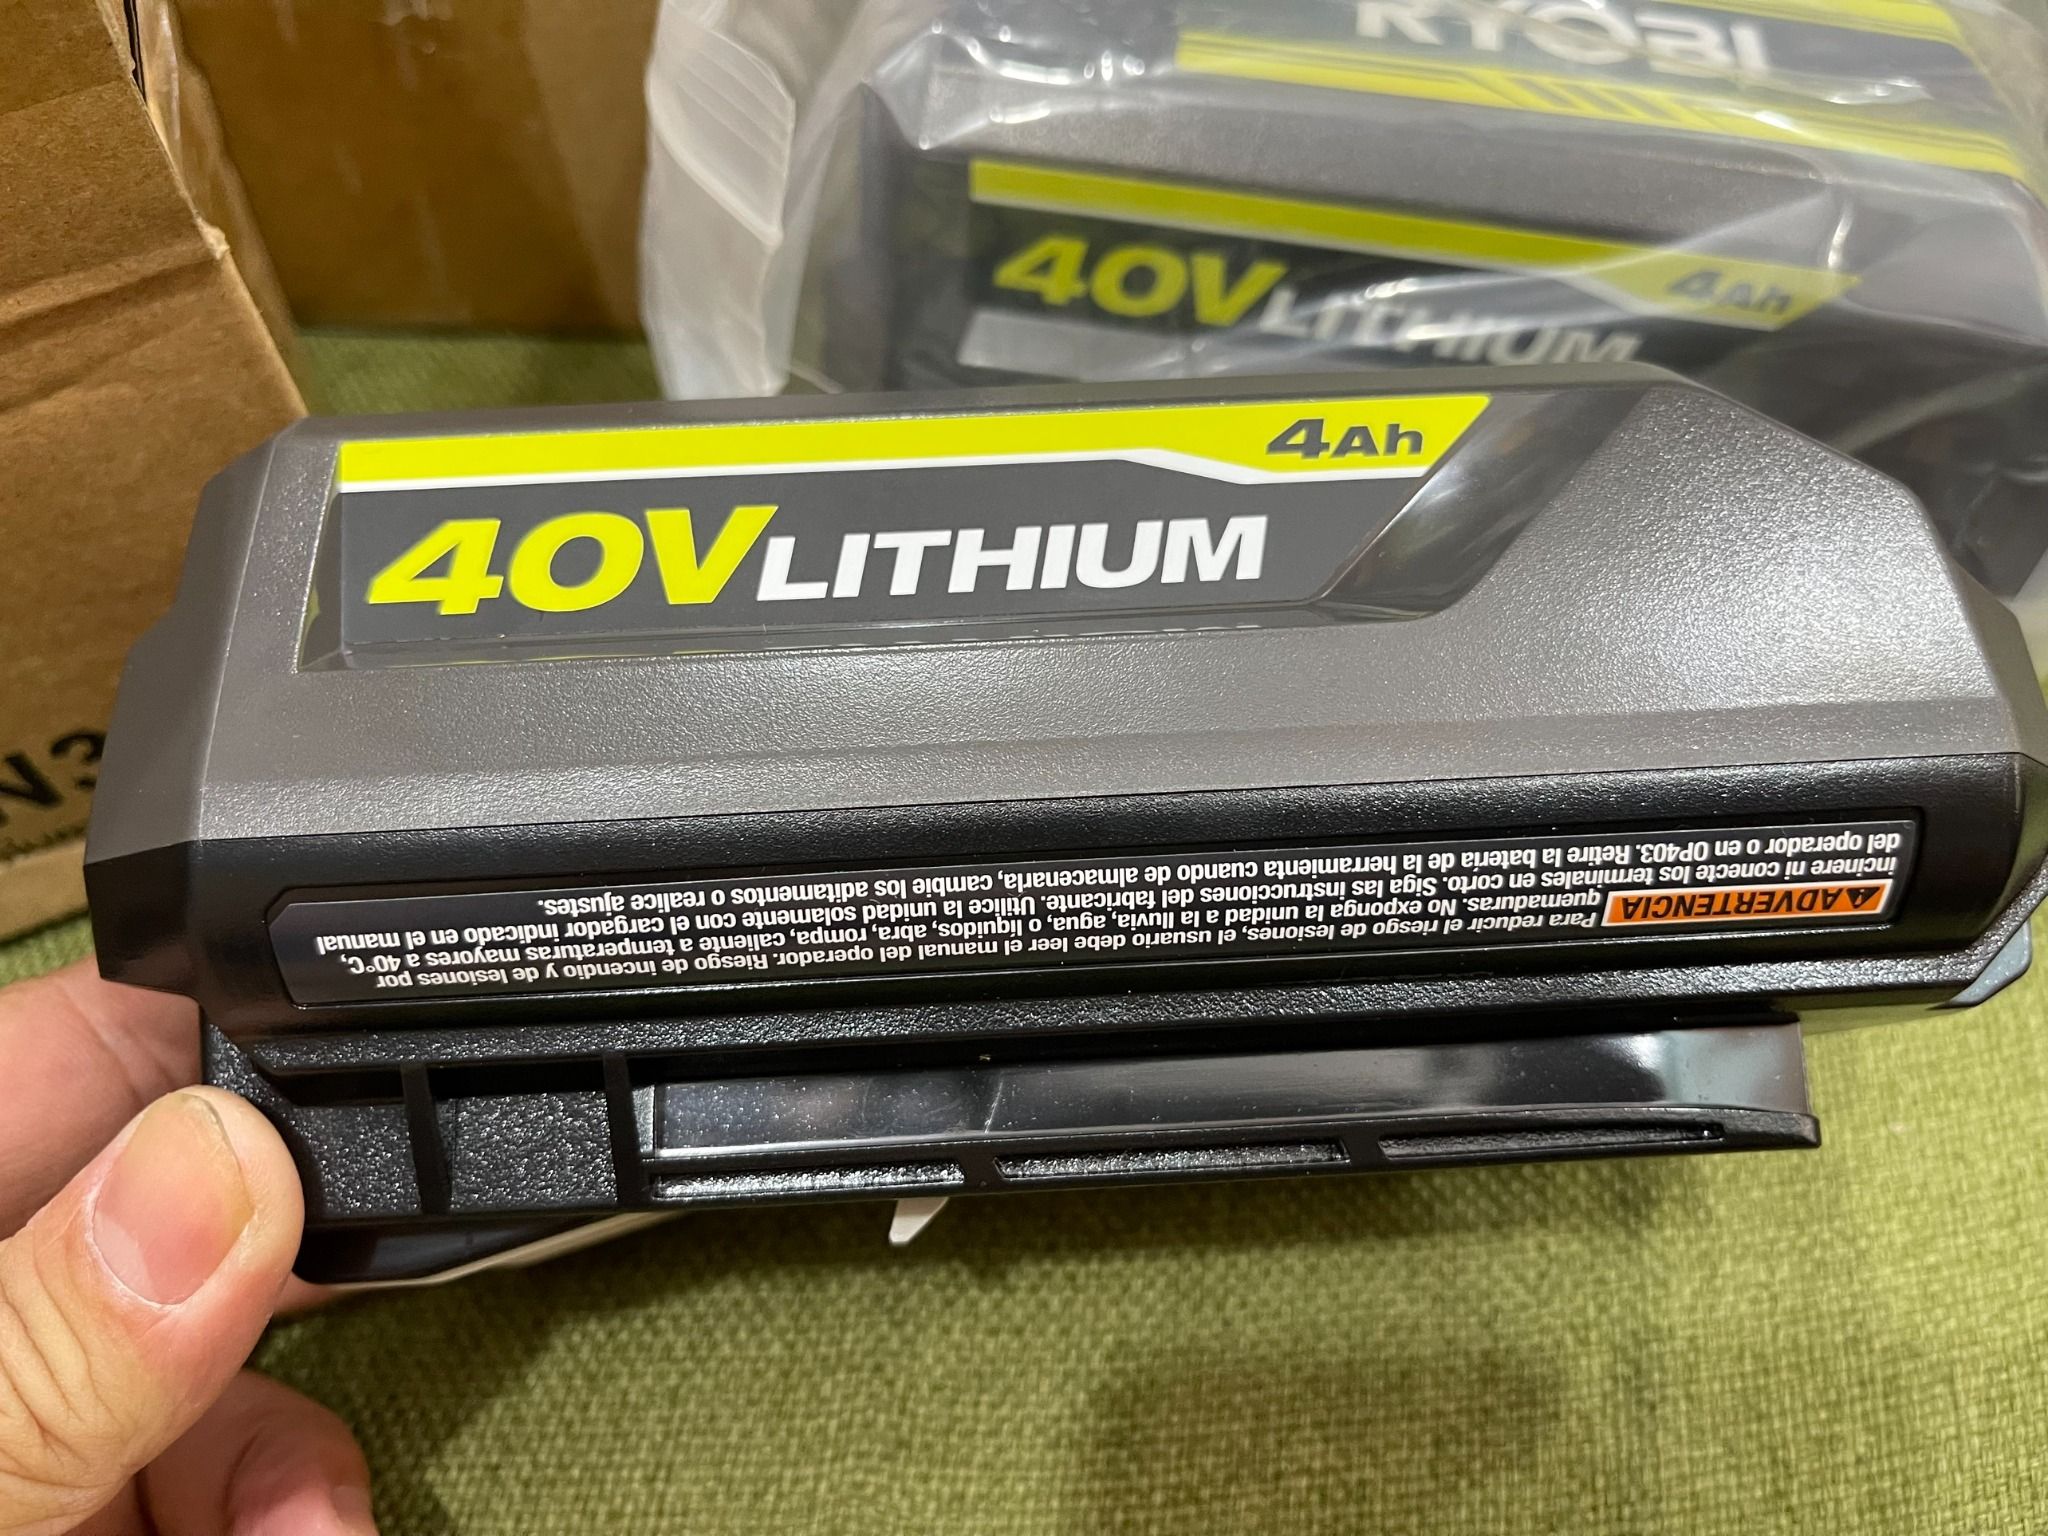 RYOBI
40V LITHIUM
4Ah
4Ah
40V LITHIUM
ADVERTENCIA
Para reducir el riesgo de lesiones, el usuario debe leer el manual del operador. Riesgo de incendio y de lesiones por
quemaduras. No exponga la unidad a la lluvia, agua, o líquidos, abra, rompa, caliente a temperaturas mayores a 40°C,
incinere ni conecte los terminales en corto. Siga las instrucciones del fabricante. Utilice la unidad solamente con el cargador indicado en el manual
del operador o en OP403. Retire la batería de la herramienta cuando de almacenarla, cambie los aditamentos o realice ajustes.